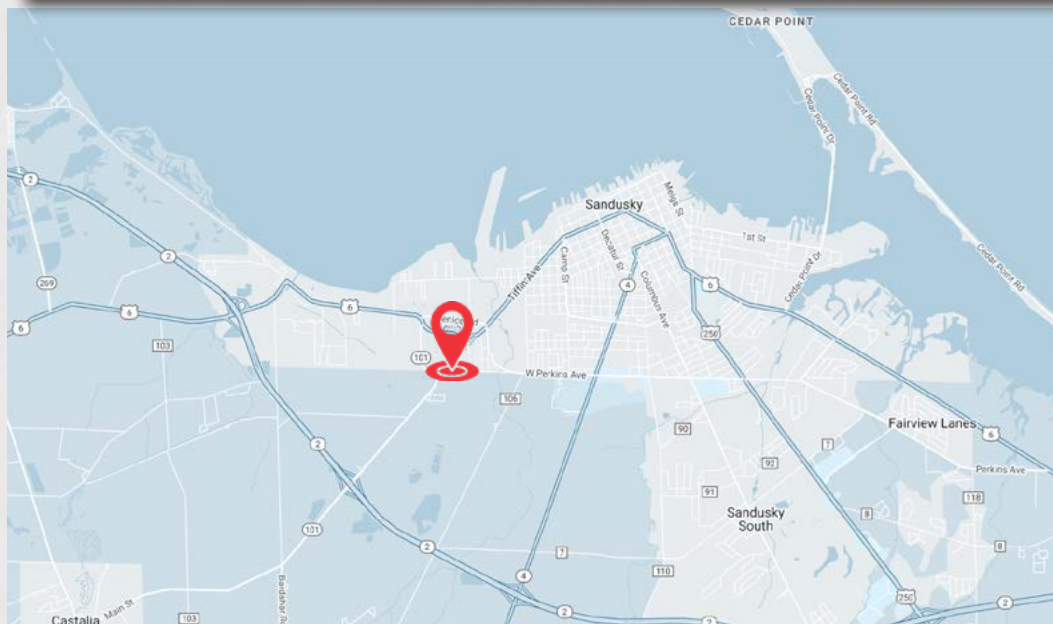 CEDAR POINT
Cedar Point Rd
Cedar Point Dr
2
Meigs St
Sandusky
1st St
2
Decatur St
Tiffin Ave
Camp St
Cedar Point Dr
Cedar Point Rd
269
6
4
Columbus Ave
6
6
6
250
103
101
W Perkins Ave
106
Fairview Lanes
90
7
6
92
Perkins Ave
91
118
Sandusky
South
2
101
8
8
2
7
110
4
Castalia
Main St
103
2
2
250
2